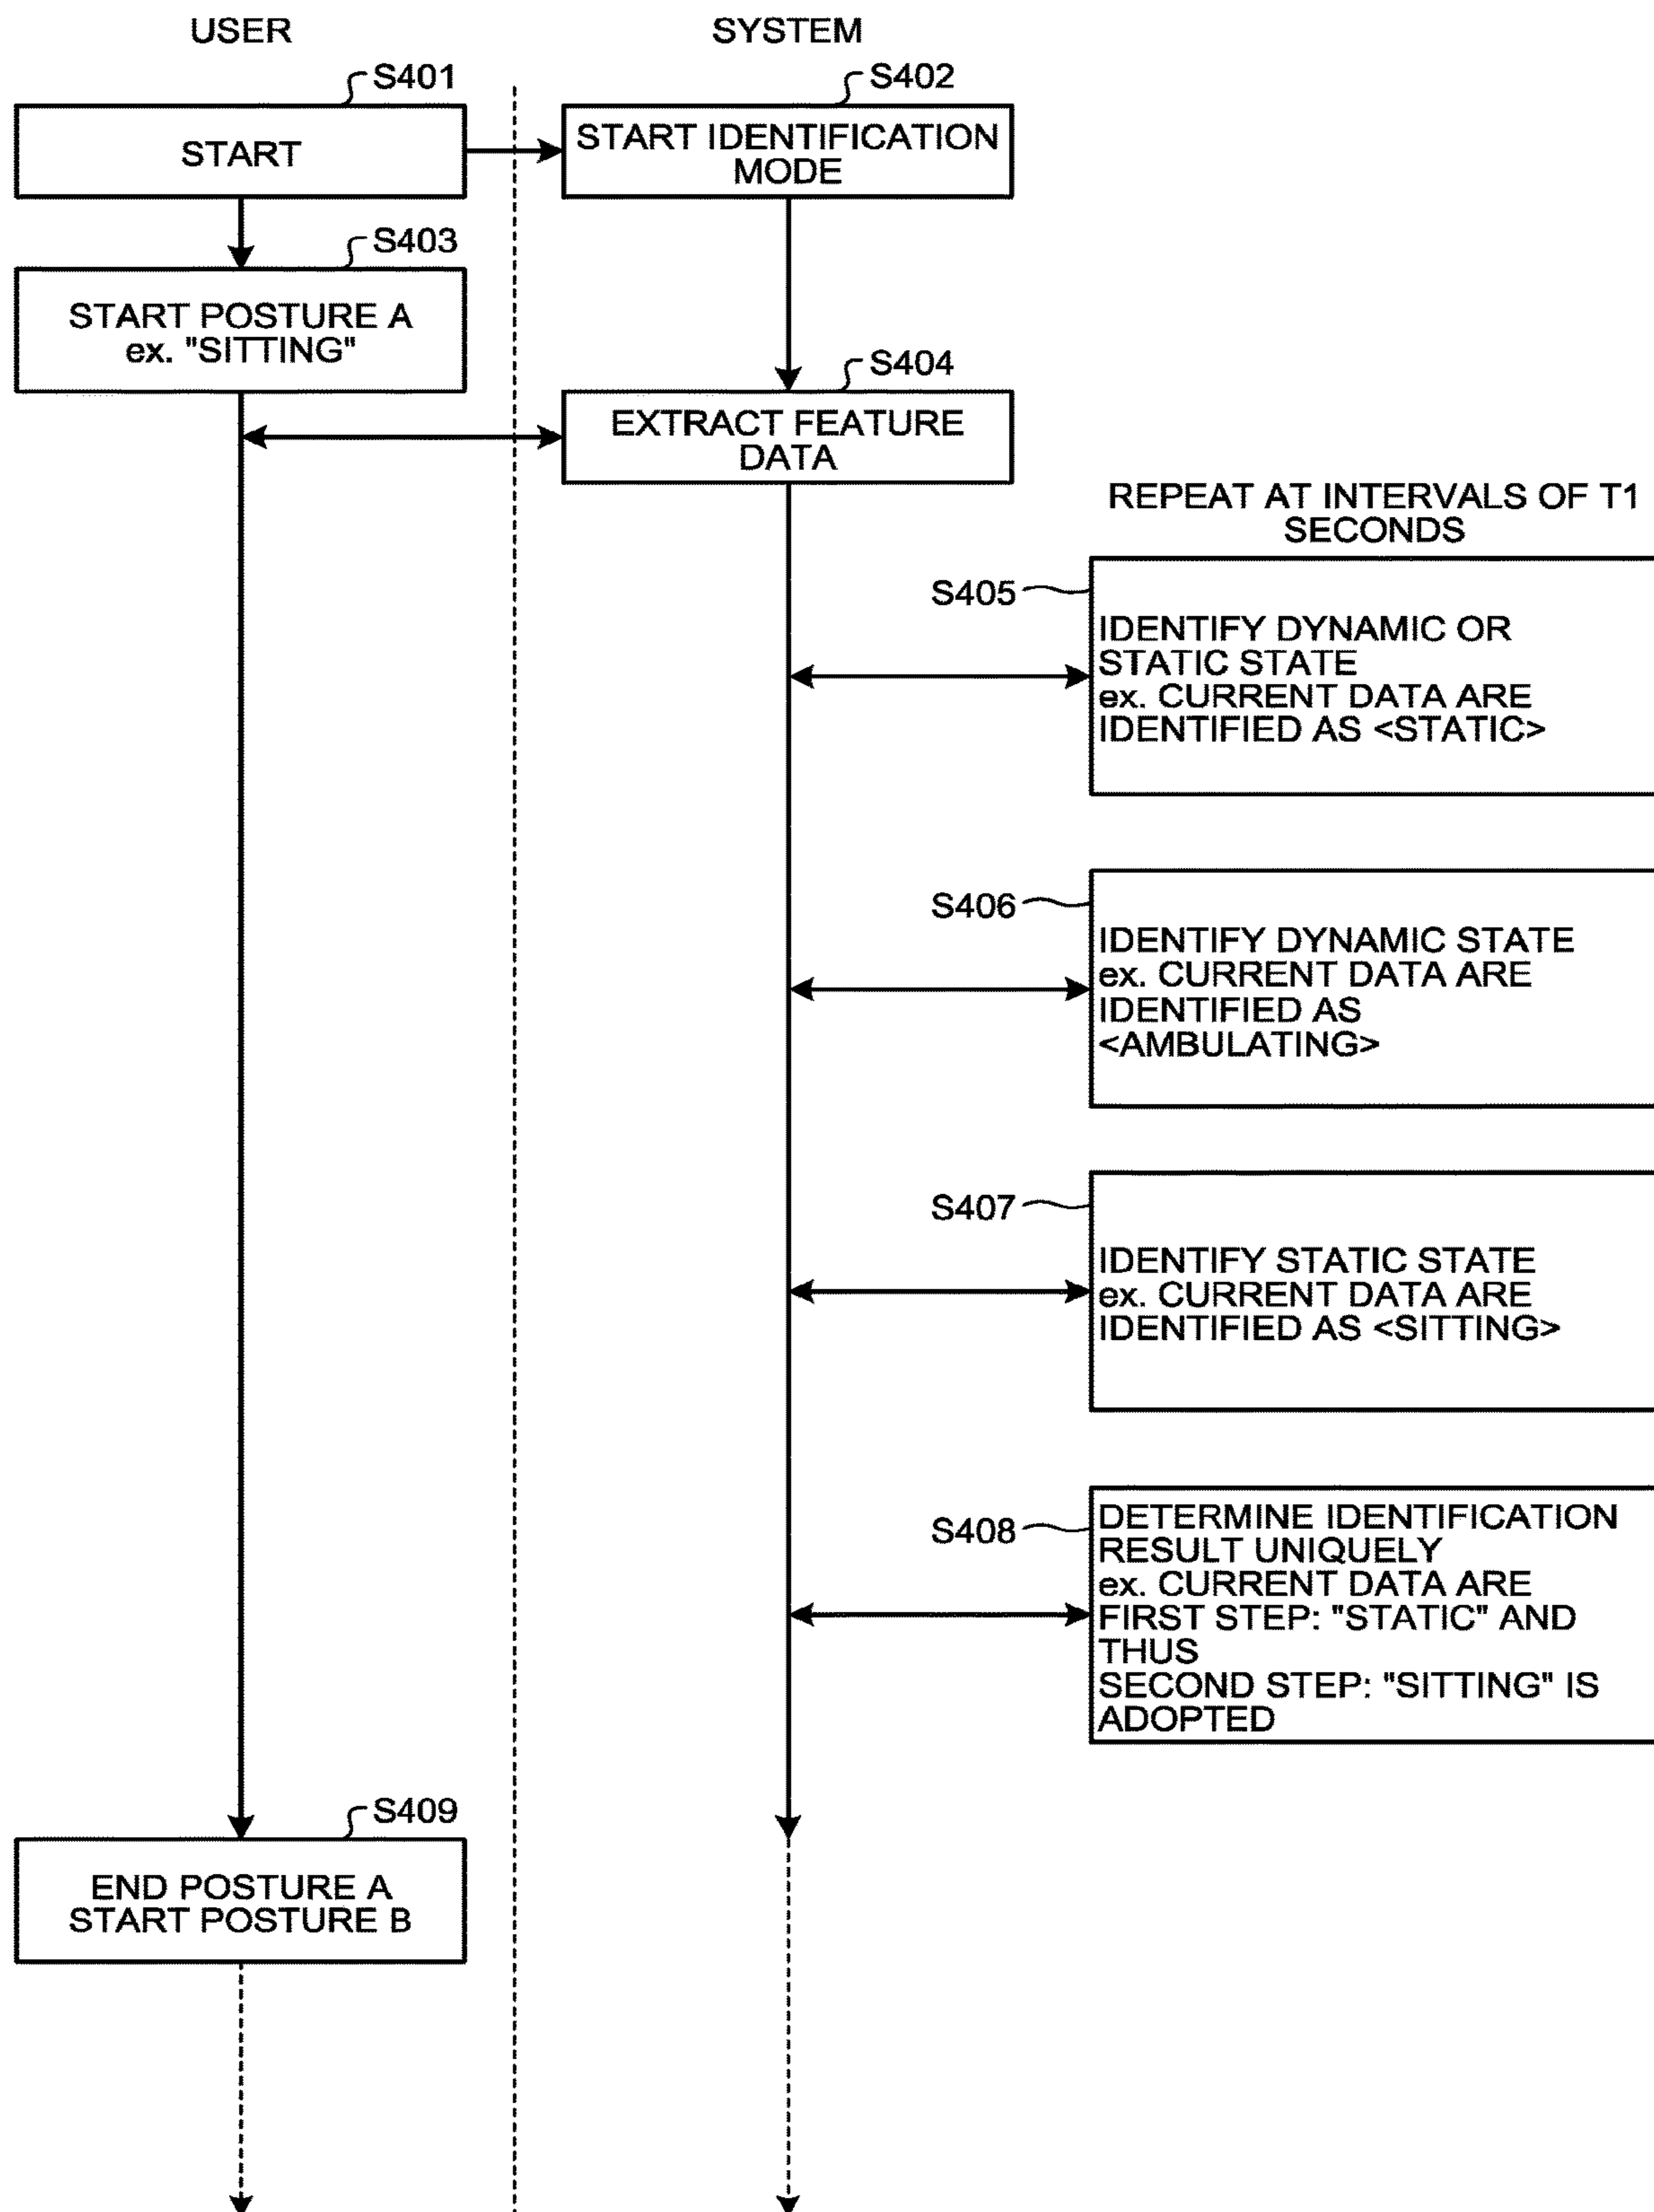 USER
SYSTEM
S401
S402
START
START IDENTIFICATION
MODE
S403
START POSTURE A
ex. "SITTING"
S404
EXTRACT FEATURE
DATA
REPEAT AT INTERVALS OF T1
SECONDS
S405
IDENTIFY DYNAMIC OR
STATIC STATE
ex. CURRENT DATA ARE
IDENTIFIED AS <STATIC>
S406
IDENTIFY DYNAMIC STATE
ex. CURRENT DATA ARE
IDENTIFIED AS
<AMBULATING>
S407
IDENTIFY STATIC STATE
ex. CURRENT DATA ARE
IDENTIFIED AS <SITTING>
S408
DETERMINE IDENTIFICATION
RESULT UNIQUELY
ex. CURRENT DATA ARE
FIRST STEP: "STATIC" AND
THUS
SECOND STEP: "SITTING" IS
ADOPTED
S409
END POSTURE A
START POSTURE B